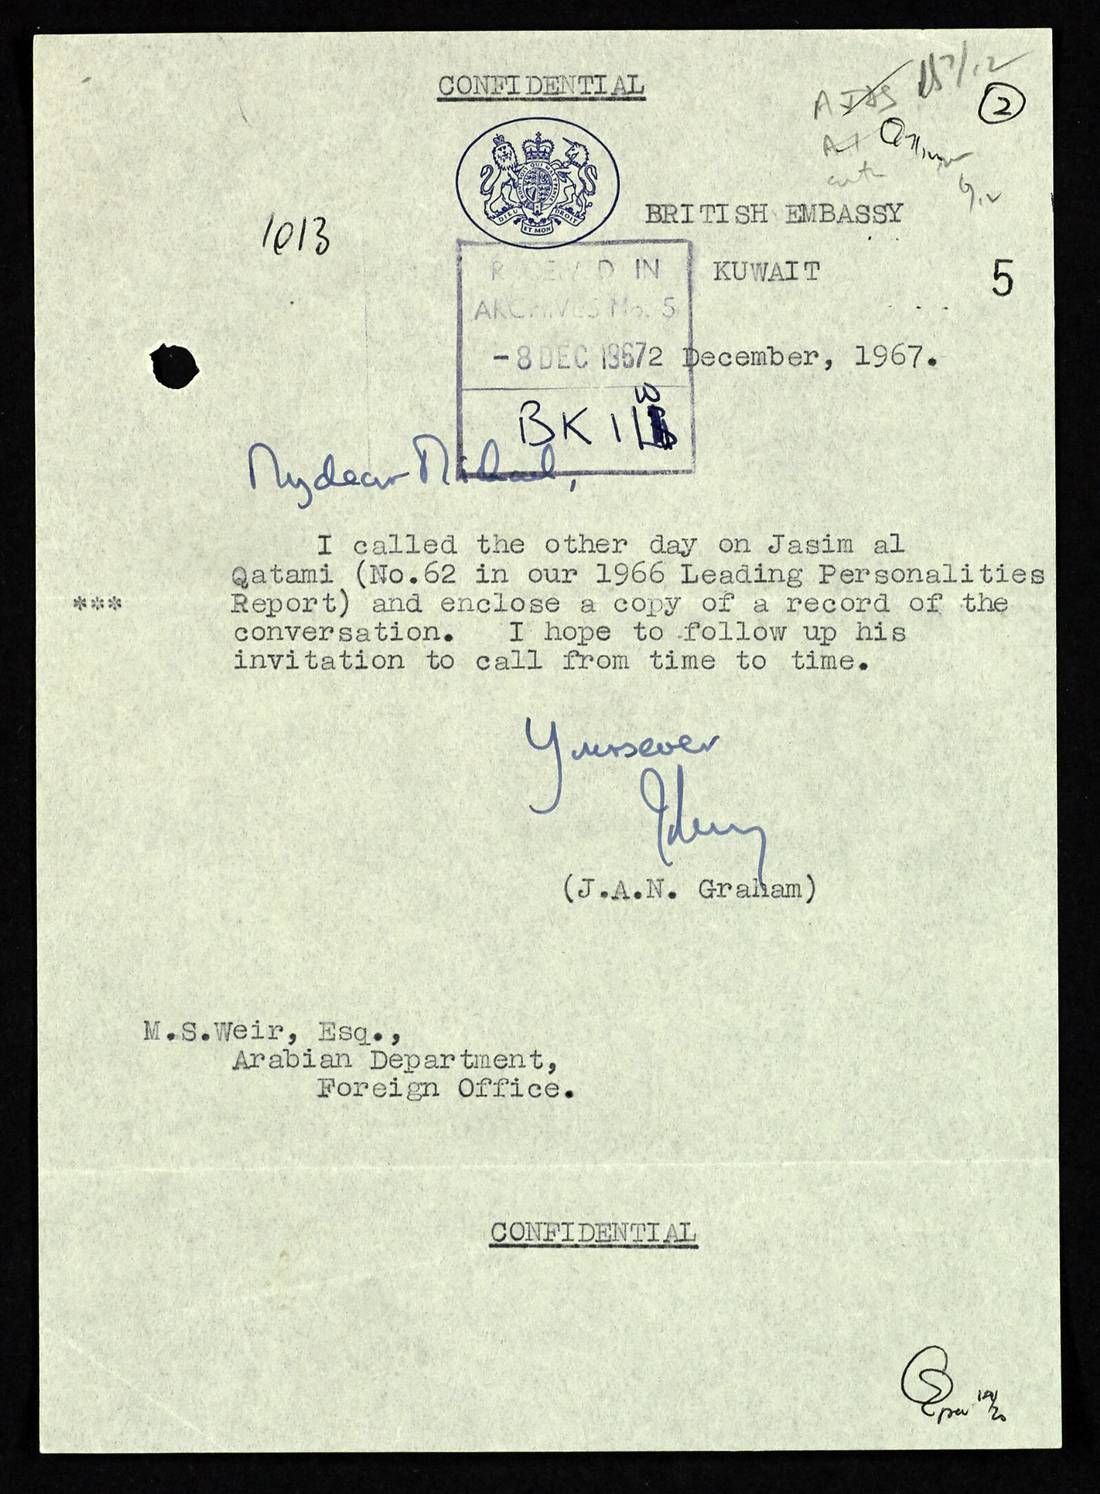 CONFIDENTIAL
2
1013
BRITISH EMBASSY
KUWAIT
5
RECEIVED IN
ARCHIVES No. 5
-8 DEC 1967
2 December, 1967.
BK 1/
My dear Michael,
I called the other day on Jasim al
Qatami (No.62 in our 1966 Leading Personalities
*** Report) and enclose a copy of a record of the
conversation. I hope to follow up his
invitation to call from time to time.
Yours ever
(J.A.N. Graham)
M.S.Weir, Esq.,
Arabian Department,
Foreign Office.
CONFIDENTIAL